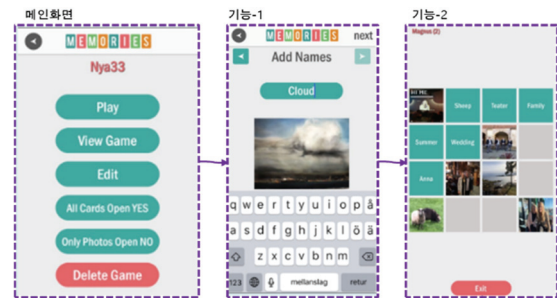 메인화면
MEMORIES
Nya33
Play
View Game
Edit
All Cards Open YES
Only Photos Open NO
Delete Game
기능-1
MEMORIES next
Add Names
Cloud
q w e r t y u i o p å
a s d f g h j k l ö ä
z x c v b n m
123 mellanslag retur
기능-2
Magnus (2)
Sheep Teater Family
Summer Wedding
Anna
Exit